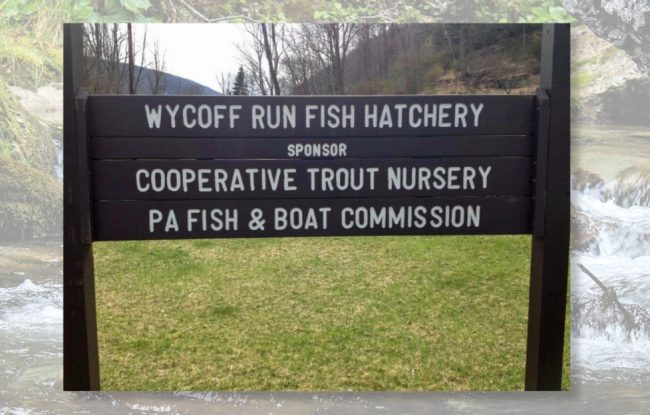 WYCOFF RUN FISH HATCHERY
SPONSOR
COOPERATIVE TROUT NURSERY
PA FISH & BOAT COMMISSION